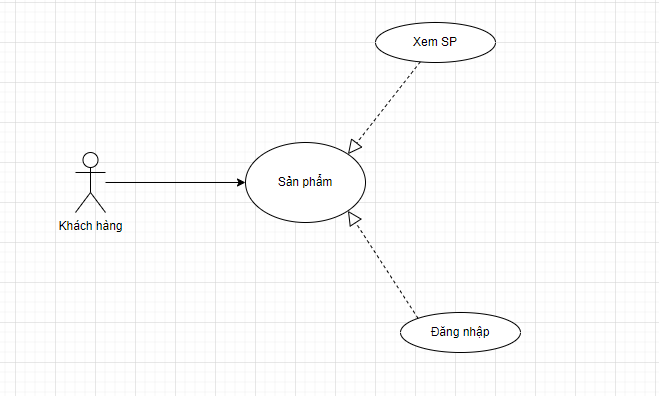 Xem SP
Sản phẩm
Khách hàng
Đăng nhập